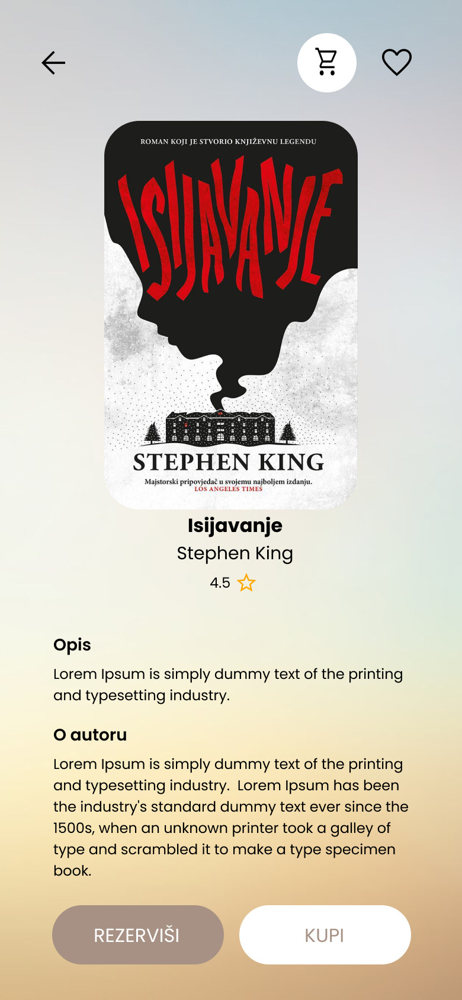 ROMAN KOJI JE STVORIO KNJIŽEVNU LEGENDU
ISIJAVANJE
STEPHEN KING
Majstorski pripovjedač u svojemu najboljem izdanju.
LOS ANGELES TIMES
Isijavanje
Stephen King
4.5
Opis
Lorem Ipsum is simply dummy text of the printing
and typesetting industry.
O autoru
Lorem Ipsum is simply dummy text of the printing
and typesetting industry.  Lorem Ipsum has been
the industry's standard dummy text ever since the
1500s, when an unknown printer took a galley of
type and scrambled it to make a type specimen
book.
REZERVIŠI
KUPI